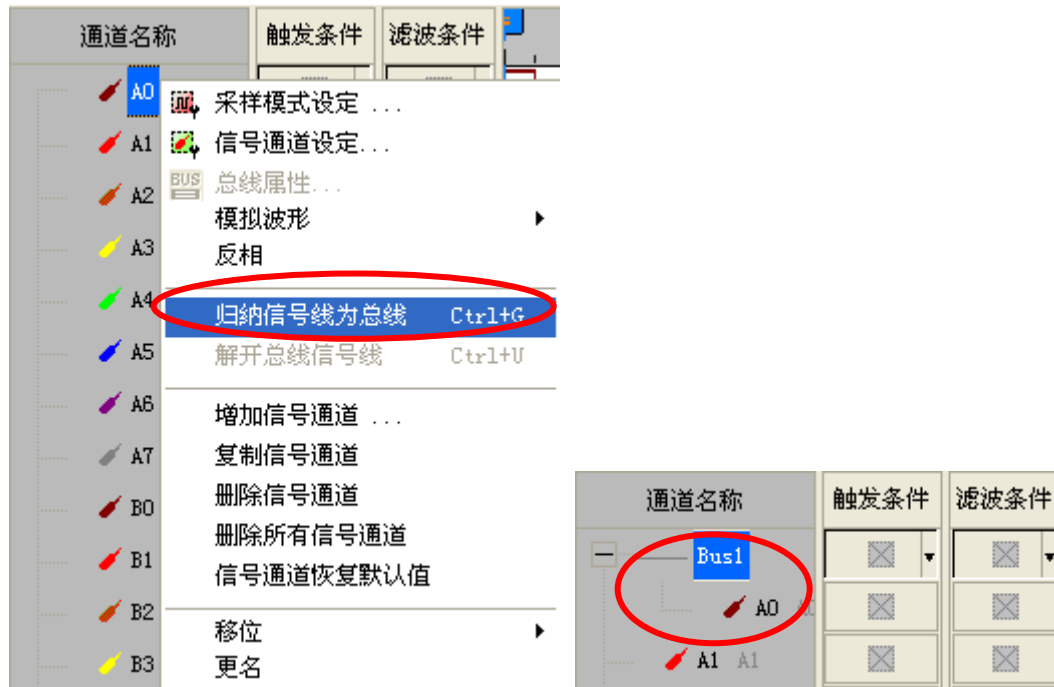 通道名称 触发条件 滤波条件
A0
采样模式设定 ...
A1
信号通道设定...
BUS 总线属性...
A2
模拟波形
A3
反相
A4
归纳信号线为总线 Ctrl+G
A5
解开总线信号线 Ctrl+U
A6
增加信号通道 ...
A7
复制信号通道
删除信号通道
B0
删除所有信号通道
B1
信号通道恢复默认值
B2
移位
B3
更名
通道名称 触发条件 滤波条件
Bus1
A0
A1 A1